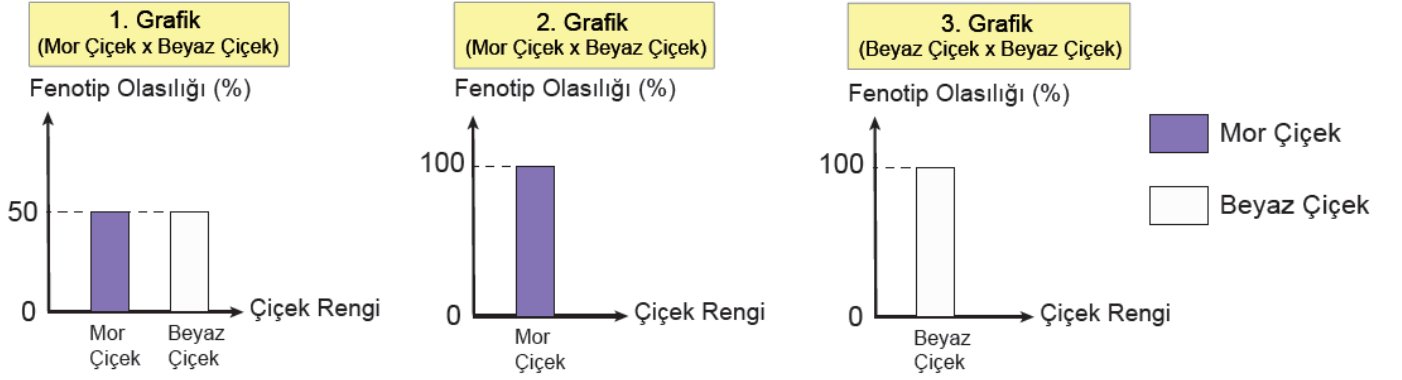 1. Grafik
(Mor Çiçek x Beyaz Çiçek)
Fenotip Olasılığı (%)
50
0
Mor
Çiçek
Beyaz
Çiçek
Çiçek Rengi
2. Grafik
(Mor Çiçek x Beyaz Çiçek)
Fenotip Olasılığı (%)
100
0
Mor
Çiçek
Çiçek Rengi
3. Grafik
(Beyaz Çiçek x Beyaz Çiçek)
Fenotip Olasılığı (%)
100
0
Beyaz
Çiçek
Çiçek Rengi
Mor Çiçek
Beyaz Çiçek